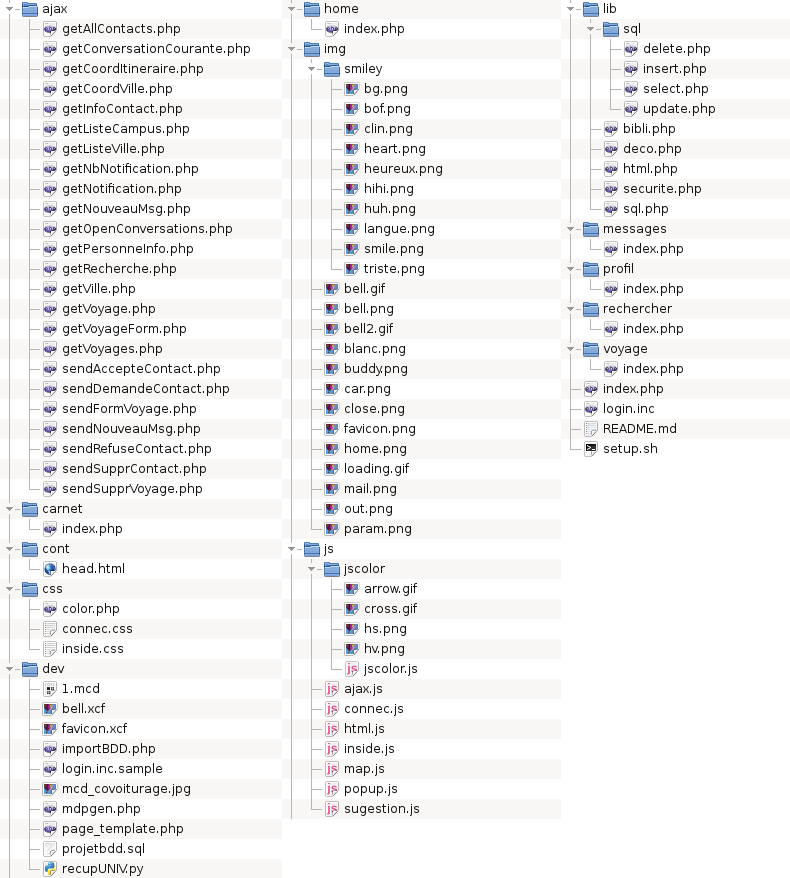 ajax
getAllContacts.php
getConversationCourante.php
getCoordItineraire.php
getCoordVille.php
getInfoContact.php
getListeCampus.php
getListeVille.php
getNbNotification.php
getNotification.php
getNouveauMsg.php
getOpenConversations.php
getPersonneInfo.php
getRecherche.php
getVille.php
getVoyage.php
getVoyageForm.php
getVoyages.php
sendAccepteContact.php
sendDemandeContact.php
sendFormVoyage.php
sendNouveauMsg.php
sendRefuseContact.php
sendSupprContact.php
sendSupprVoyage.php
carnet
index.php
cont
head.html
css
color.php
connec.css
inside.css
dev
1.mcd
bell.xcf
favicon.xcf
importBDD.php
login.inc.sample
mcd_covoiturage.jpg
mdpgen.php
page_template.php
projetbdd.sql
recupUNIV.py
home
index.php
img
smiley
bg.png
bof.png
clin.png
heart.png
heureux.png
hihi.png
huh.png
langue.png
smile.png
triste.png
bell.gif
bell.png
bell2.gif
blanc.png
buddy.png
car.png
close.png
favicon.png
home.png
loading.gif
mail.png
out.png
param.png
js
jscolor
arrow.gif
cross.gif
hs.png
hv.png
jscolor.js
ajax.js
connec.js
html.js
inside.js
map.js
popup.js
sugestion.js
lib
sql
delete.php
insert.php
select.php
update.php
bibli.php
deco.php
html.php
securite.php
sql.php
messages
index.php
profil
index.php
rechercher
index.php
voyage
index.php
index.php
login.inc
README.md
setup.sh